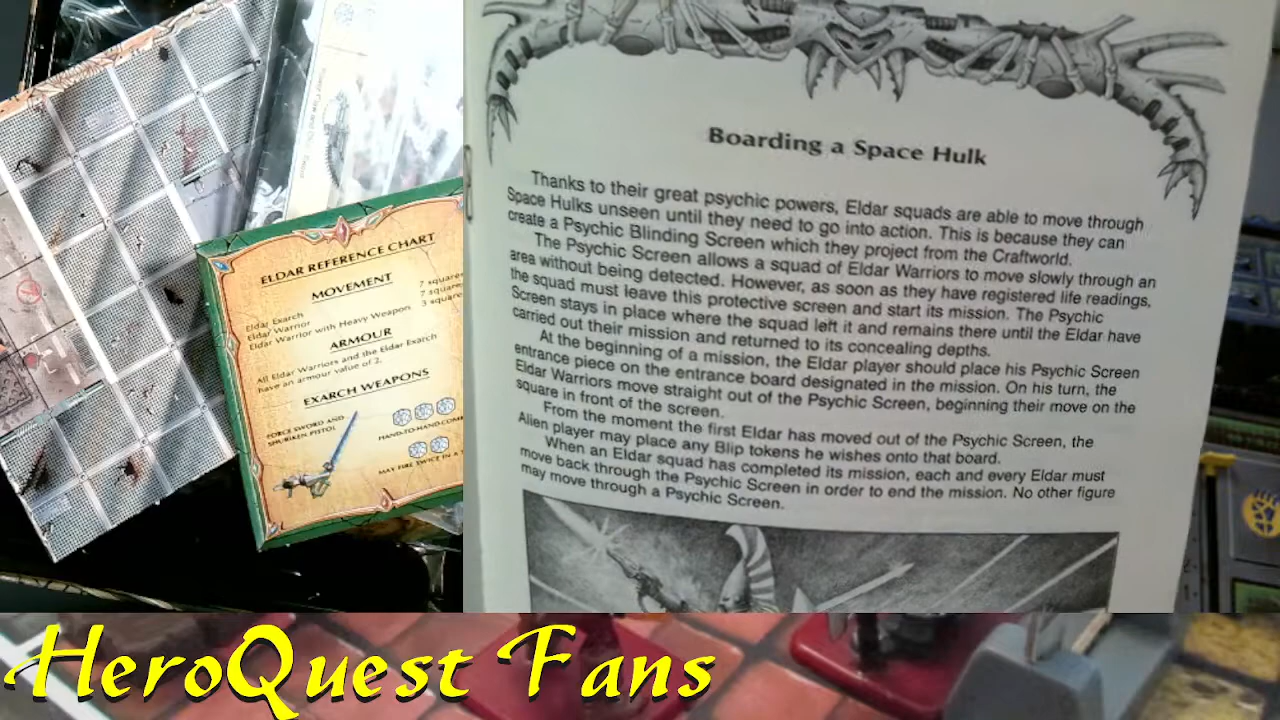 ELDAR REFERENCE CHART
MOVEMENT
Eldar Exarch 7 squares
Eldar Warrior 7 squares
Eldar Warrior with Heavy Weapon 3 squares
ARMOUR
All Eldar Warriors and the Eldar Exarch
have an armour value of 2.
EXARCH WEAPONS
FORCE SWORD AND
SHURIKEN PISTOL
MAY FIRE TWICE IN A
Boarding a Space Hulk
Thanks to their great psychic powers, Eldar squads are able to move through
Space Hulks unseen until they need to go into action. This is because they can
create a Psychic Blinding Screen which they project from the Craftworld.
The Psychic Screen allows a squad of Eldar Warriors to move slowly through an
area without being detected. However, as soon as they have registered life readings,
the squad must leave this protective screen and start its mission. The Psychic
Screen stays in place where the squad left it and remains there until the Eldar have
carried out their mission and returned to its concealing depths.
At the beginning of a mission, the Eldar player should place his Psychic Screen
entrance piece on the entrance board designated in the mission. On his turn, the
Eldar Warriors move straight out of the Psychic Screen, beginning their move on the
square in front of the screen.
From the moment the first Eldar has moved out of the Psychic Screen, the
Alien player may place any Blip tokens he wishes onto that board.
When an Eldar squad has completed its mission, each and every Eldar must
move back through the Psychic Screen in order to end the mission. No other figure
may move through a Psychic Screen.
HeroQuest Fans